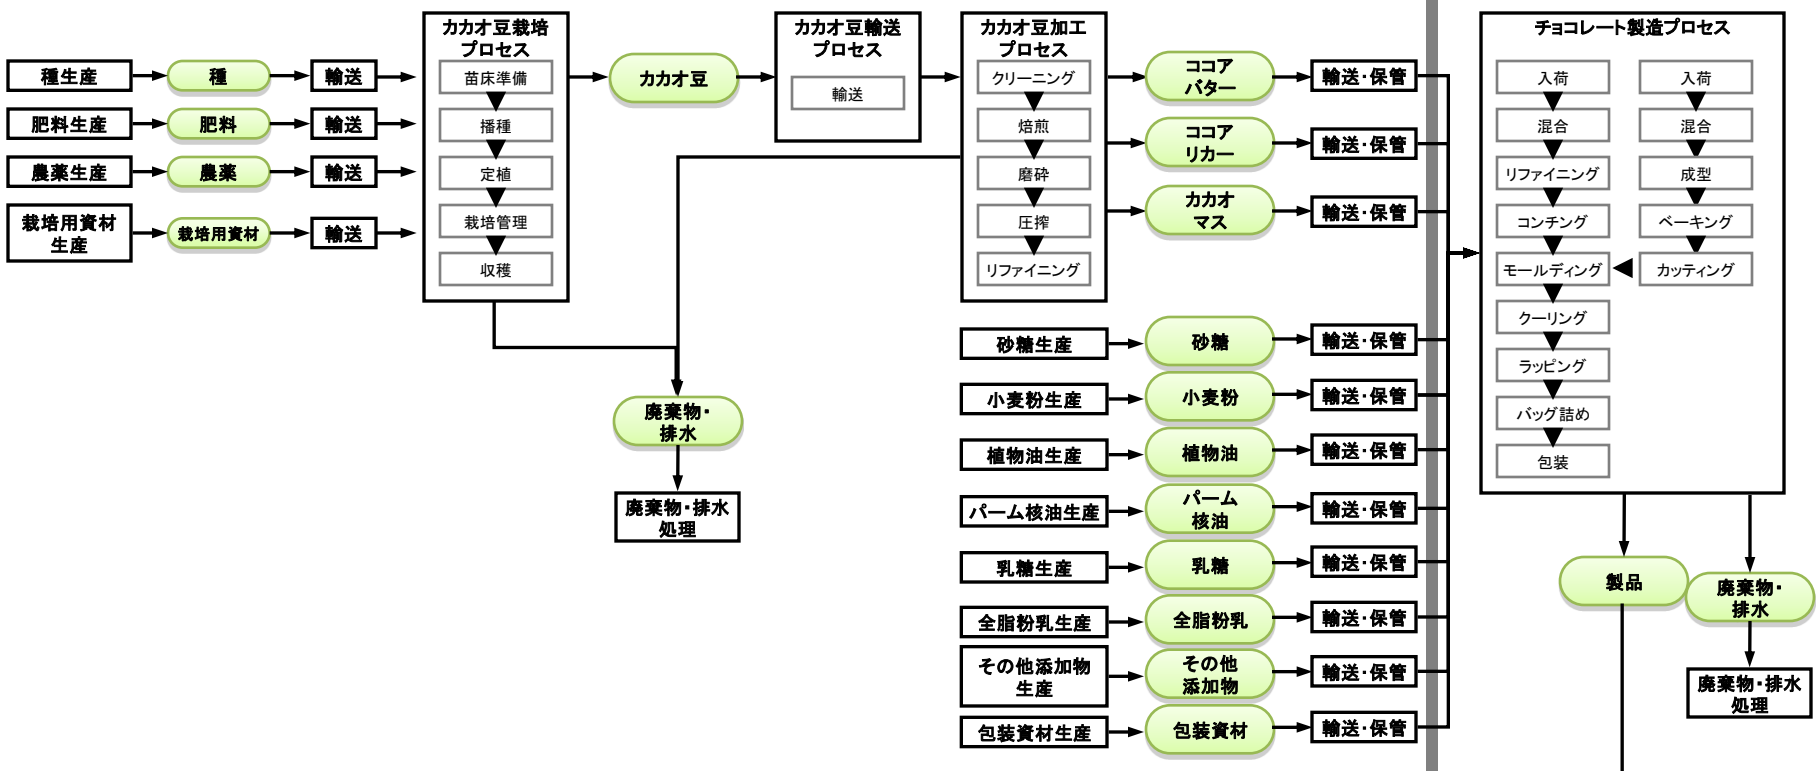 種生産
種
輸送
肥料生産
肥料
輸送
農薬生産
農薬
輸送
栽培用資材
生産
栽培用資材
輸送
カカオ豆栽培
プロセス
苗床準備
播種
定植
栽培管理
収穫
カカオ豆
カカオ豆輸送
プロセス
輸送
カカオ豆加工
プロセス
クリーニング
焙煎
磨砕
圧搾
リファイニング
廃棄物・
排水
廃棄物・排水
処理
ココア
バター
輸送・保管
ココア
リカー
輸送・保管
カカオ
マス
輸送・保管
砂糖生産
砂糖
輸送・保管
小麦粉生産
小麦粉
輸送・保管
植物油生産
植物油
輸送・保管
パーム核油生産
パーム
核油
輸送・保管
乳糖生産
乳糖
輸送・保管
全脂粉乳生産
全脂粉乳
輸送・保管
その他添加物
生産
その他
添加物
輸送・保管
包装資材生産
包装資材
輸送・保管
チョコレート製造プロセス
入荷
混合
リファイニング
コンチング
モールディング
クーリング
ラッピング
バッグ詰め
包装
入荷
混合
成型
ベーキング
カッティング
製品
廃棄物・
排水
廃棄物・排水
処理